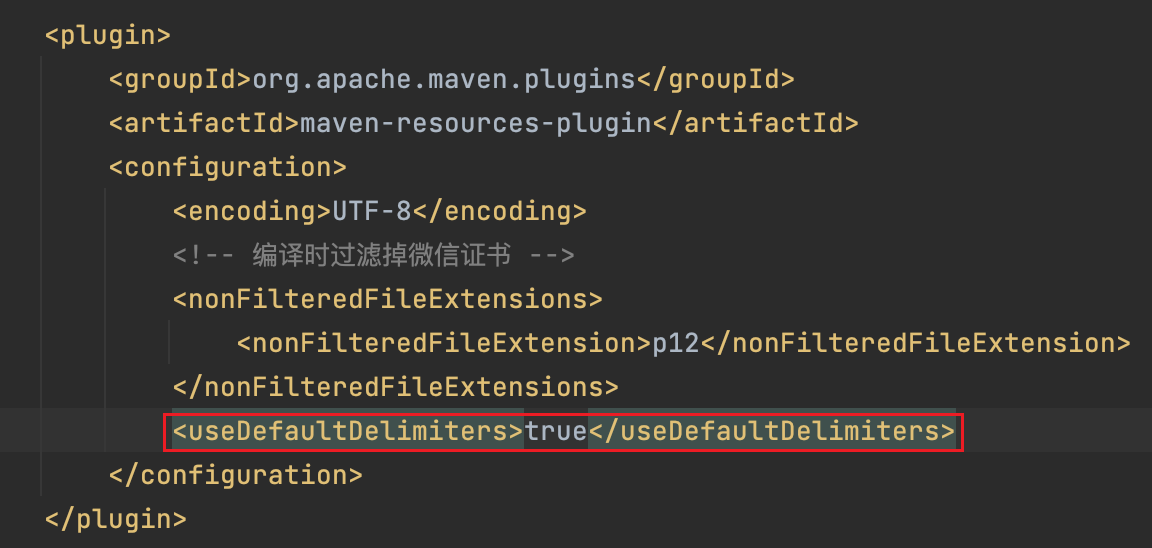 <plugin>
<groupId>org.apache.maven.plugins</groupId>
<artifactId>maven-resources-plugin</artifactId>
<configuration>
<encoding>UTF-8</encoding>
<!-- 编译时过滤掉微信证书 -->
<nonFilteredFileExtensions>
<nonFilteredFileExtension>p12</nonFilteredFileExtension>
</nonFilteredFileExtensions>
<useDefaultDelimiters>true</useDefaultDelimiters>
</configuration>
</plugin>